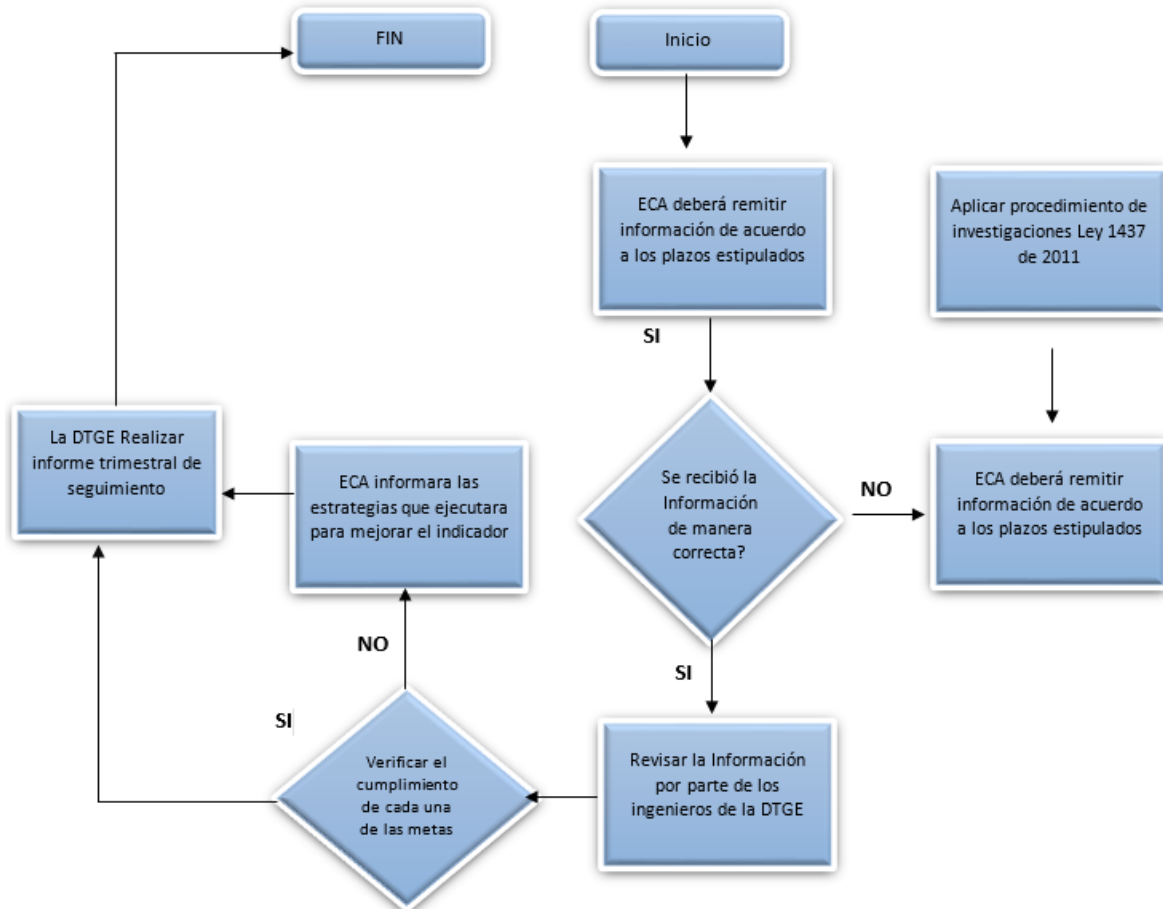 FIN
Inicio
ECA deberá remitir
información de acuerdo
a los plazos estipulados
Aplicar procedimiento de
investigaciones Ley 1437
de 2011
SI
La DTGE Realizar
informe trimestral de
seguimiento
ECA informara las
estrategias que ejecutara
para mejorar el indicador
Se recibió la
Información
de manera
correcta?
NO
ECA deberá remitir
información de acuerdo
a los plazos estipulados
NO
SI
SI
Verificar el
cumplimiento
de cada una
de las metas
Revisar la Información
por parte de los
ingenieros de la DTGE